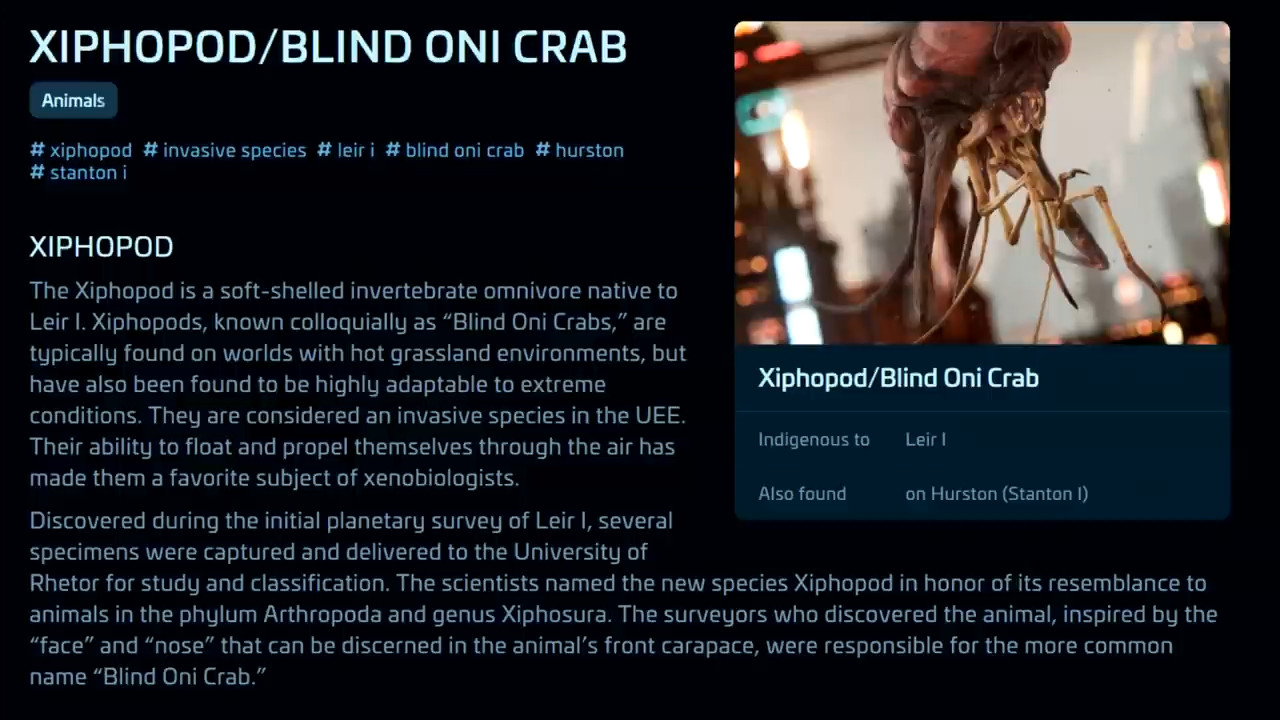 XIPHOPOD/BLIND ONI CRAB
Animals
# xiphopod # invasive species # leir i # blind oni crab # hurston
# stanton i
XIPHOPOD
The Xiphopod is a soft-shelled invertebrate omnivore native to
Leir I. Xiphopods, known colloquially as “Blind Oni Crabs,” are
typically found on worlds with hot grassland environments, but
have also been found to be highly adaptable to extreme
conditions. They are considered an invasive species in the UEE.
Their ability to float and propel themselves through the air has
made them a favorite subject of xenobiologists.
Discovered during the initial planetary survey of Leir I, several
specimens were captured and delivered to the University of
Rhetor for study and classification. The scientists named the new species Xiphopod in honor of its resemblance to
animals in the phylum Arthropoda and genus Xiphosura. The surveyors who discovered the animal, inspired by the
“face” and “nose” that can be discerned in the animal’s front carapace, were responsible for the more common
name “Blind Oni Crab.”
Xiphopod/Blind Oni Crab
Indigenous to Leir I
Also found on Hurston (Stanton I)